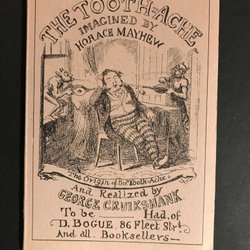 THE TOOTH-ACHE
IMAGINED BY
HORACE MAYHEW
The Origin of the Tooth-Ache
And Realized by
GEORGE CRUIKSHANK
To be Had, of
D. BOGUE. 86 Fleet Strt.
And all Booksellers